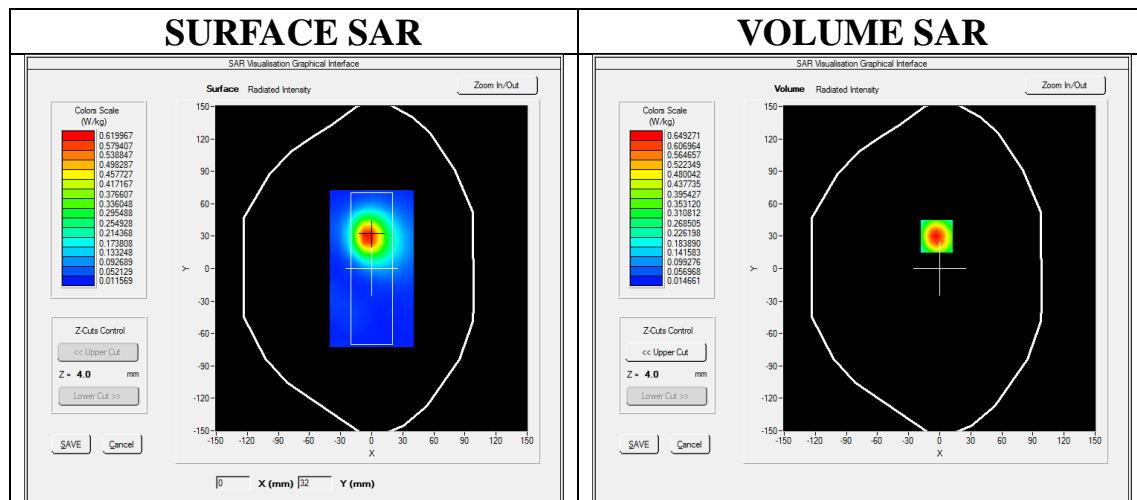 SURFACE SAR
SAR Visualisation Graphical Interface
Surface Radiated Intensity
Zoom In/Out
Colors Scale
(W/kg)
0.619967
0.579407
0.538847
0.498287
0.457727
0.417167
0.376607
0.336048
0.295488
0.254928
0.214368
0.173808
0.133248
0.092689
0.052129
0.011569
Z-Cuts Control
<< Upper Cut
Z = 4.0 mm
Lower Cut >>
SAVE Cancel
150
120
90
60
30
0
-30
-60
-90
-120
-150
Y
-150 -120 -90 -60 -30 0 30 60 90 120 150
X
0 X (mm) 32 Y (mm)
VOLUME SAR
SAR Visualisation Graphical Interface
Volume Radiated Intensity
Zoom In/Out
Colors Scale
(W/kg)
0.649271
0.606964
0.564657
0.522349
0.480042
0.437735
0.395427
0.353120
0.310812
0.268505
0.226198
0.183890
0.141583
0.099276
0.056968
0.014661
Z-Cuts Control
<< Upper Cut
Z = 4.0 mm
Lower Cut >>
SAVE Cancel
150
120
90
60
30
0
-30
-60
-90
-120
-150
Y
-150 -120 -90 -60 -30 0 30 60 90 120 150
X